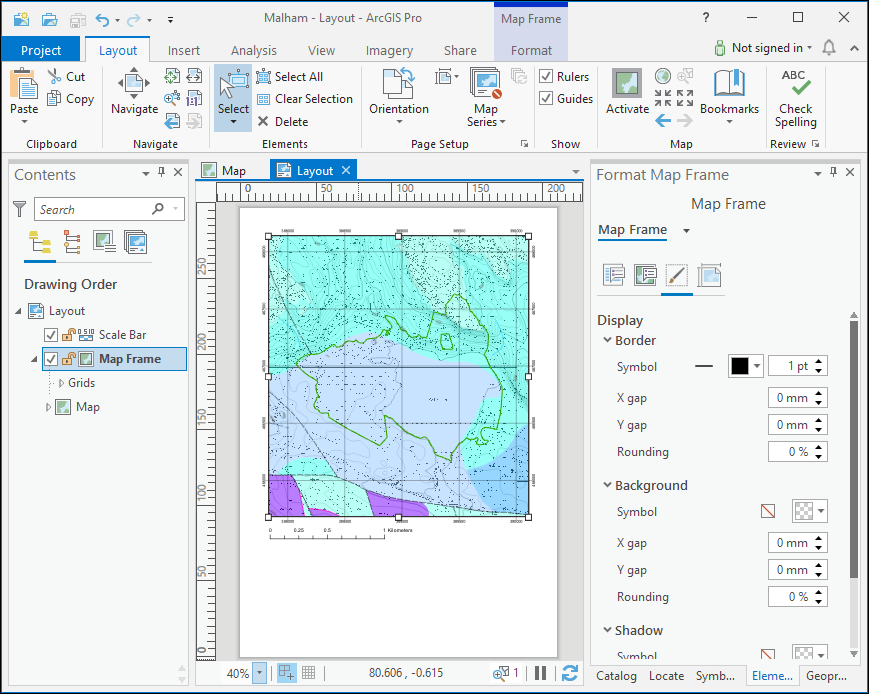 Malham - Layout - ArcGIS Pro
Map Frame
?
Project
Layout
Insert
Analysis
View
Imagery
Share
Format
Not signed in
Paste
Cut
Copy
Clipboard
Navigate
1:1
Navigate
Select
Select All
Clear Selection
Delete
Elements
Orientation
Map
Series
Page Setup
Rulers
Guides
Show
Activate
Bookmarks
Map
ABC
Check
Spelling
Review
Contents
Search
Drawing Order
Layout
Scale Bar
Map Frame
Grids
Map
Map
Layout
0 50 100 150 200
250
200
150
100
50
0
0 0.25 0.5 1 Kilometers
40%
80.606 , -0.615
1
Format Map Frame
Map Frame
Map Frame
Display
Border
Symbol
1 pt
X gap
0 mm
Y gap
0 mm
Rounding
0 %
Background
Symbol
X gap
0 mm
Y gap
0 mm
Rounding
0 %
Shadow
Symbol
Catalog
Locate
Symb...
Eleme...
Geopr...